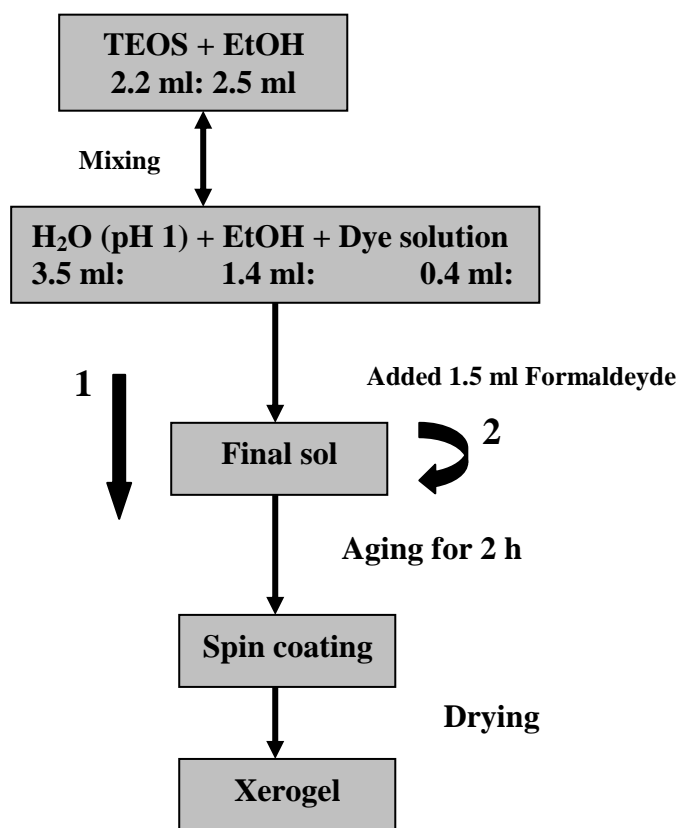 TEOS + EtOH
2.2 ml: 2.5 ml
Mixing
H₂O (pH 1) + EtOH + Dye solution
3.5 ml: 1.4 ml: 0.4 ml:
1
Added 1.5 ml Formaldeyde
2
Final sol
Aging for 2 h
Spin coating
Drying
Xerogel